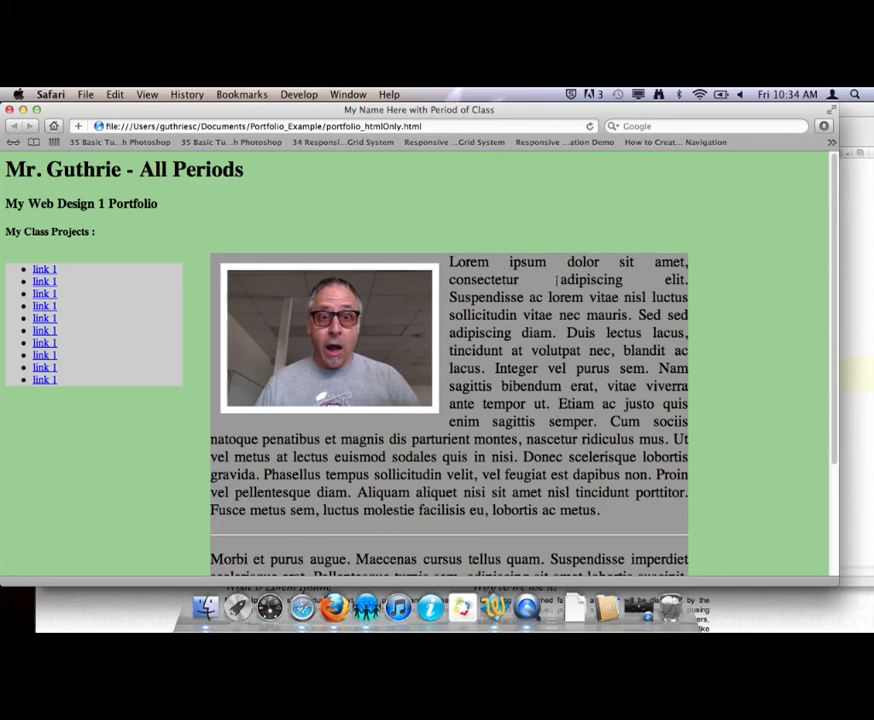 Safari File Edit View History Bookmarks Develop Window Help 3 Fri 10:34 AM
My Name Here with Period of Class
file:///Users/guthriesc/Documents/Portfolio_Example/portfolio_htmlOnly.html
Google
35 Basic Tu...h Photoshop 35 Basic Tu...h Photoshop 34 Responsi...Grid System Responsive ...Grid System Responsive ...ation Demo How to Creat... Navigation
Mr. Guthrie - All Periods
My Web Design 1 Portfolio
My Class Projects :
link 1
link 1
link 1
link 1
link 1
link 1
link 1
link 1
link 1
link 1
Lorem ipsum dolor sit amet,
consectetur adipiscing elit.
Suspendisse ac lorem vitae nisl luctus
sollicitudin vitae nec mauris. Sed sed
adipiscing diam. Duis lectus lacus,
tincidunt at volutpat nec, blandit ac
lacus. Integer vel purus sem. Nam
sagittis bibendum erat, vitae viverra
ante tempor ut. Etiam ac justo quis
enim sagittis semper. Cum sociis
natoque penatibus et magnis dis parturient montes, nascetur ridiculus mus. Ut
vel metus at lectus euismod sodales quis in nisi. Donec scelerisque lobortis
gravida. Phasellus tempus sollicitudin velit, vel feugiat est dapibus non. Proin
vel pellentesque diam. Aliquam aliquet nisi sit amet nisl tincidunt porttitor.
Fusce metus sem, luctus molestie facilisis eu, lobortis ac metus.
Morbi et purus augue. Maecenas cursus tellus quam. Suspendisse imperdiet